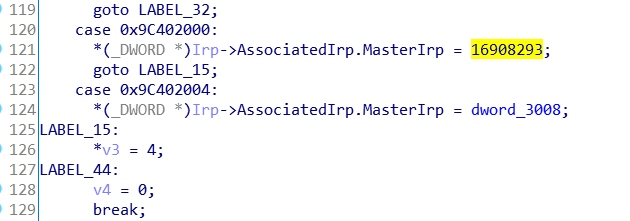 119 goto LABEL_32;
120 case 0x9C402000:
121 *(_DWORD *)Irp->AssociatedIrp.MasterIrp = 16908293;
122 goto LABEL_15;
123 case 0x9C402004:
124 *(_DWORD *)Irp->AssociatedIrp.MasterIrp = dword_3008;
125 LABEL_15:
126 *v3 = 4;
127 LABEL_44:
128 v4 = 0;
129 break;